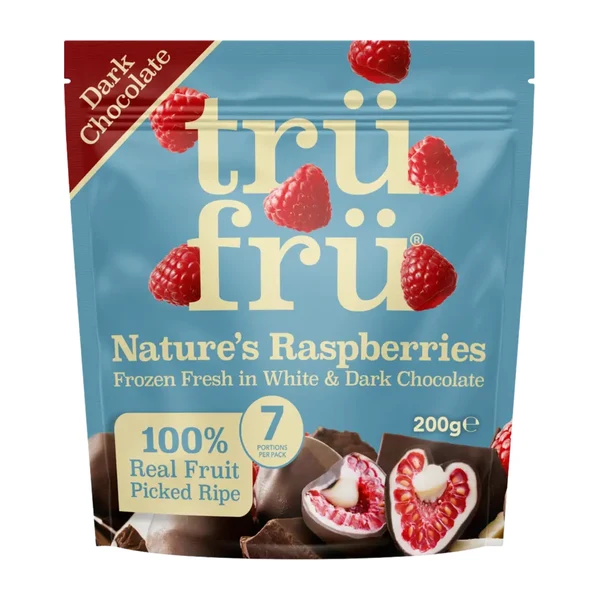 Dark
Chocolate
trü
frü®
Nature's Raspberries
Frozen Fresh in White & Dark Chocolate
200g℮
100%
Real Fruit
Picked Ripe
7
PORTIONS
PER PACK